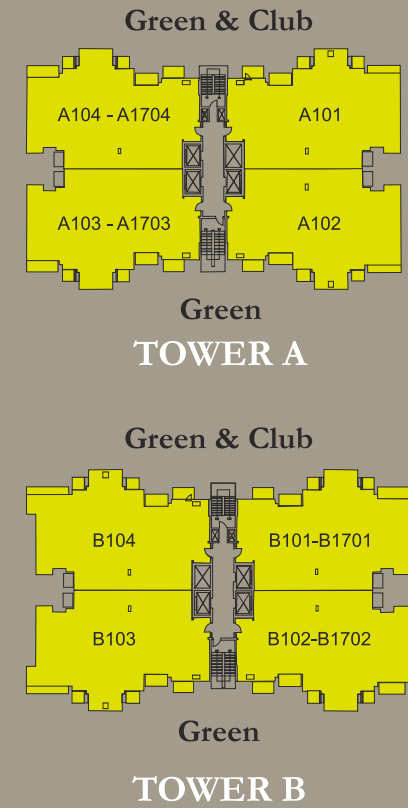 Green & Club
A104 - A1704
A101
A103 - A1703
A102
Green
TOWER A
Green & Club
B104
B101-B1701
B103
B102-B1702
Green
TOWER B